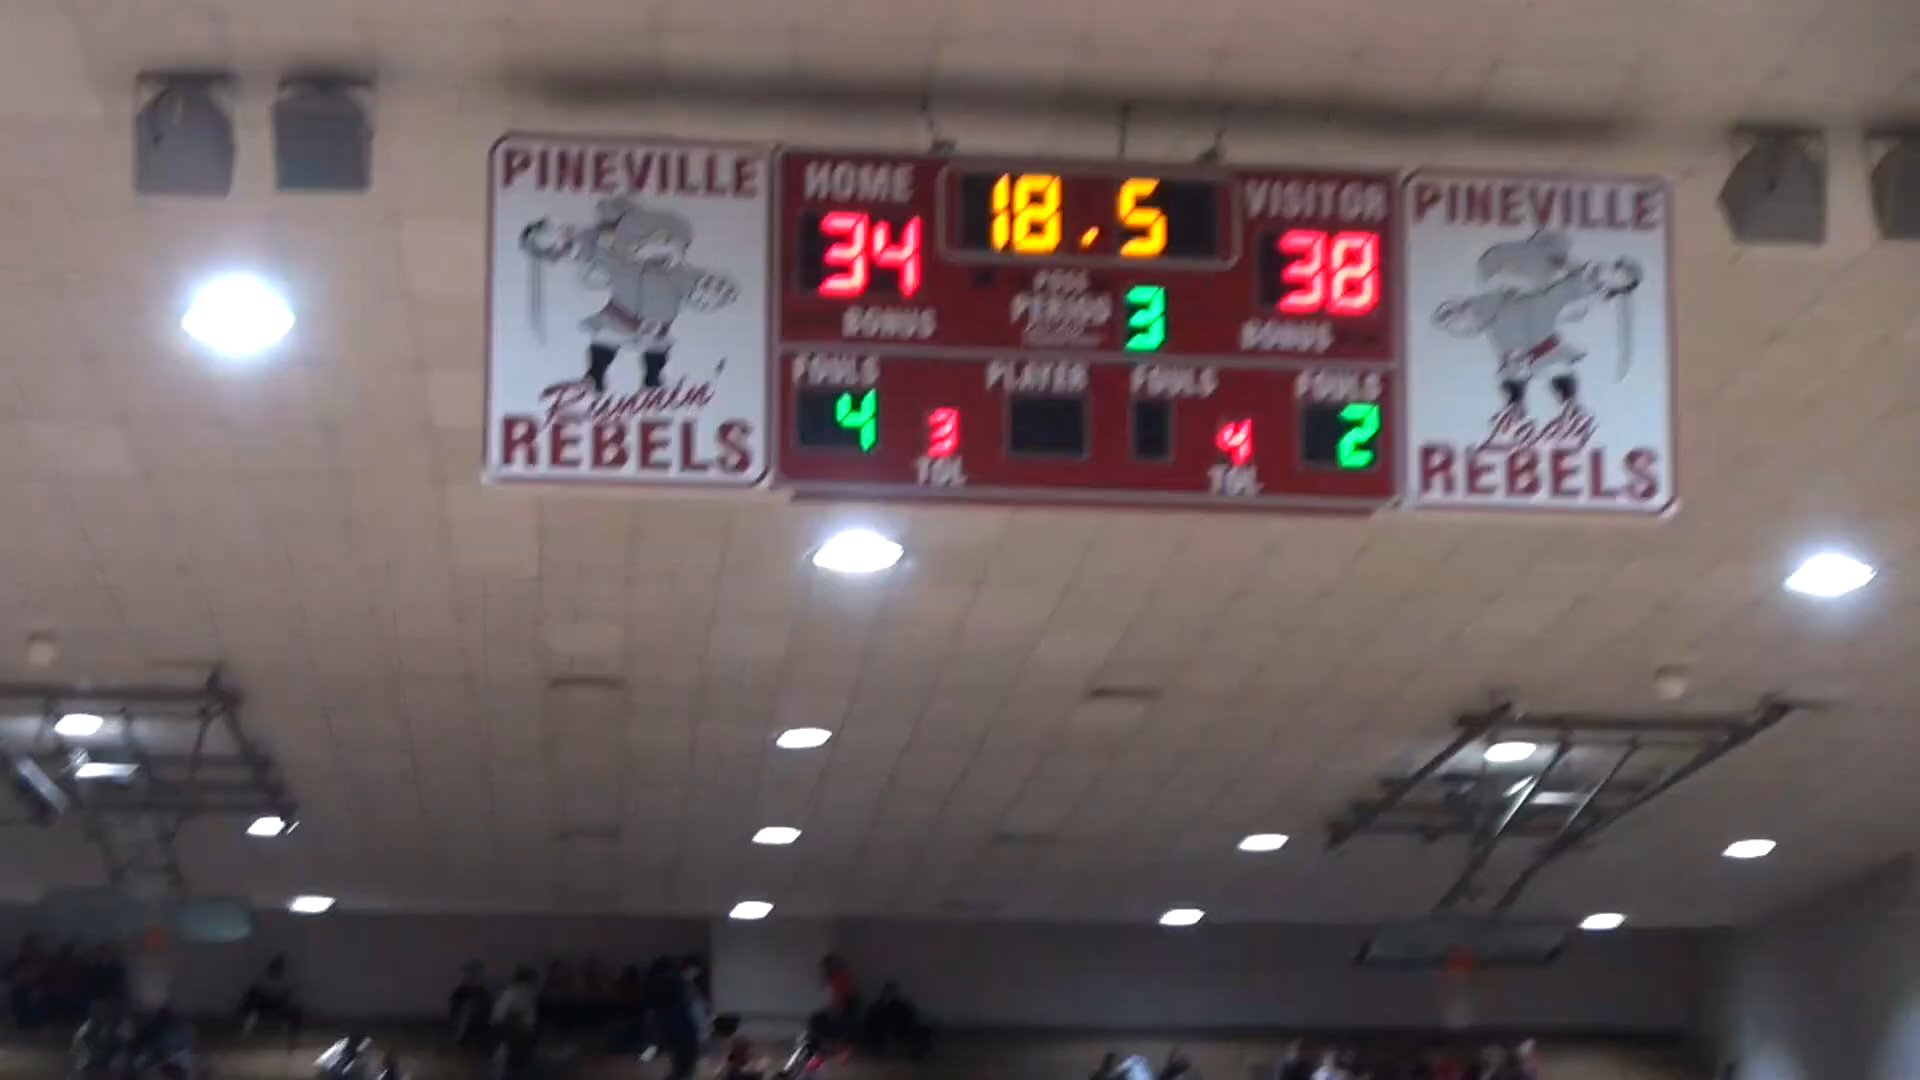 PINEVILLE
Runnin'
REBELS
HOME
34
BONUS
18.5
POSS
PERIOD 3
VISITOR
38
BONUS
FOULS
4
3
TOL
PLAYER
FOULS
4
TOL
FOULS
2
PINEVILLE
Lady
REBELS